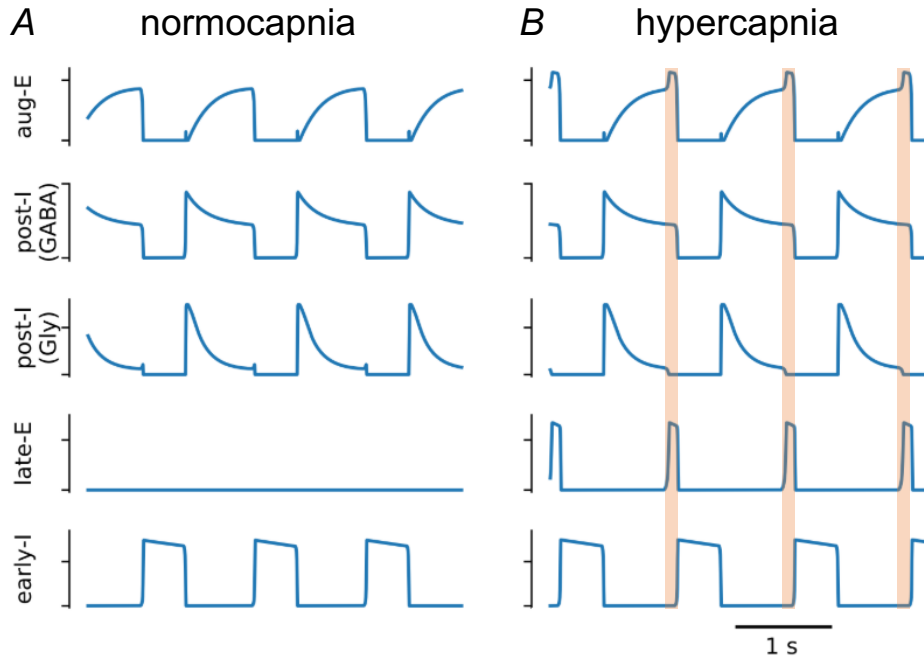 A normocapnia
B hypercapnia
aug-E
post-I
(GABA)
post-I
(Gly)
late-E
early-I
1 s